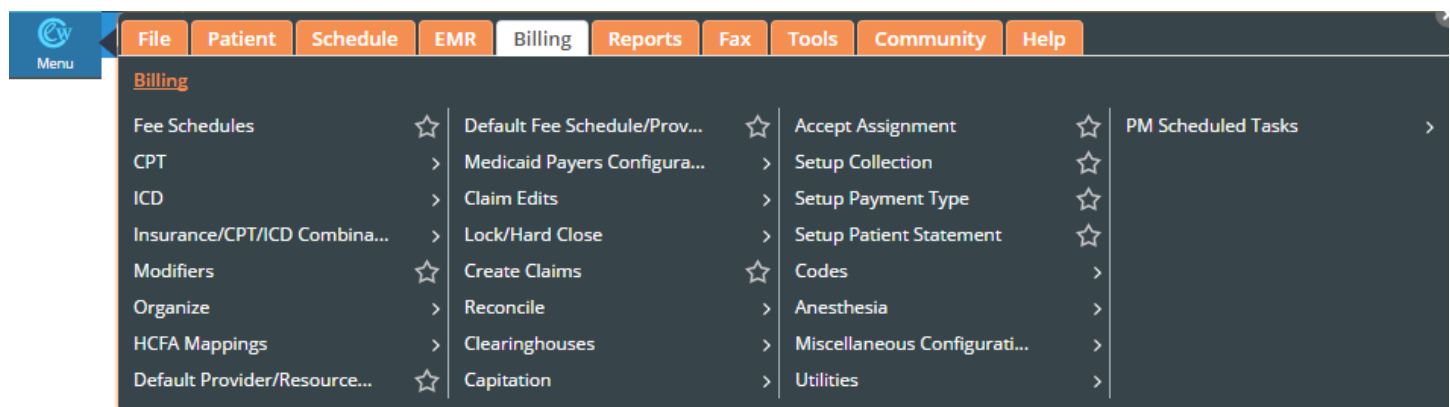 File Patient Schedule EMR Billing Reports Fax Tools Community Help
Menu
Billing
Fee Schedules
CPT
ICD
Insurance/CPT/ICD Combina...
Modifiers
Organize
HCFA Mappings
Default Provider/Resource...
Default Fee Schedule/Prov...
Medicaid Payers Configura...
Claim Edits
Lock/Hard Close
Create Claims
Reconcile
Clearinghouses
Capitation
Accept Assignment
Setup Collection
Setup Payment Type
Setup Patient Statement
Codes
Anesthesia
Miscellaneous Configurati...
Utilities
PM Scheduled Tasks